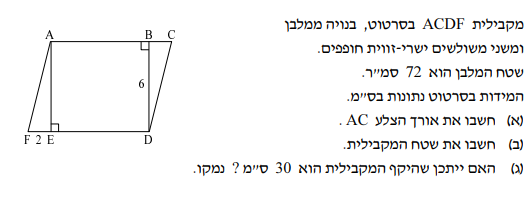 מקבילית ACDF בסרטוט, בנויה ממלבן
ומשני משולשים ישרי-זווית חופפים.
שטח המלבן הוא 72 סמ״ר.
המידות בסרטוט נתונות בס״מ.
(א) חשבו את אורך הצלע AC .
(ב) חשבו את שטח המקבילית.
(ג) האם ייתכן שהיקף המקבילית הוא 30 ס״מ ? נמקו.
A B C
6
F 2 E D